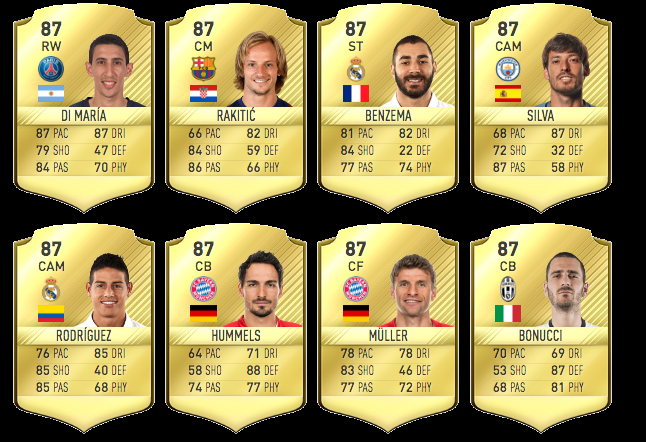 87 87 87 87
RW CM ST CAM
DI MARÍA RAKITIĆ BENZEMA SILVA
87 PAC 87 DRI 66 PAC 82 DRI 81 PAC 82 DRI 68 PAC 87 DRI
79 SHO 47 DEF 84 SHO 59 DEF 84 SHO 22 DEF 72 SHO 32 DEF
84 PAS 70 PHY 86 PAS 66 PHY 77 PAS 74 PHY 87 PAS 58 PHY
87 87 87 87
CAM CB CF CB
RODRÍGUEZ HUMMELS MÜLLER BONUCCI
76 PAC 85 DRI 64 PAC 71 DRI 78 PAC 78 DRI 70 PAC 69 DRI
85 SHO 40 DEF 58 SHO 88 DEF 83 SHO 46 DEF 53 SHO 87 DEF
85 PAS 68 PHY 74 PAS 77 PHY 77 PAS 72 PHY 68 PAS 81 PHY